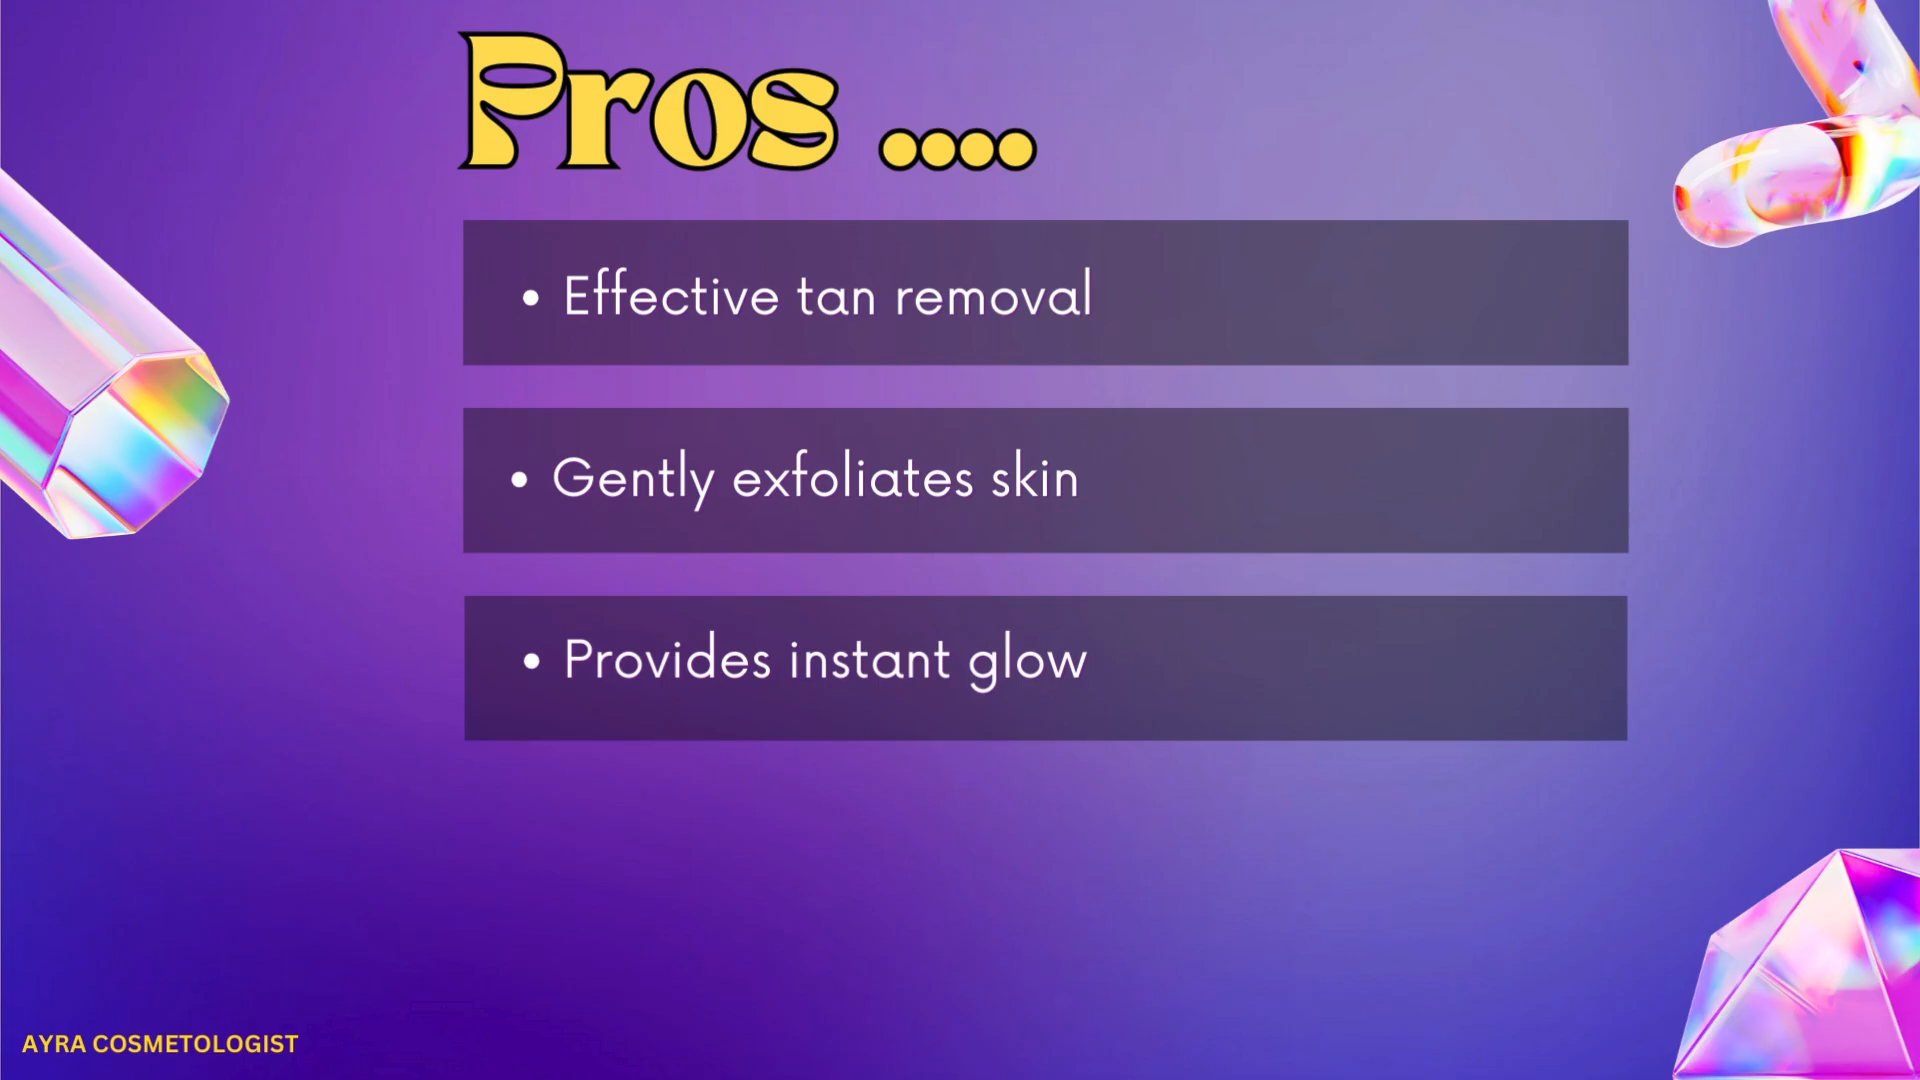 Pros ....
• Effective tan removal
• Gently exfoliates skin
• Provides instant glow
AYRA COSMETOLOGIST